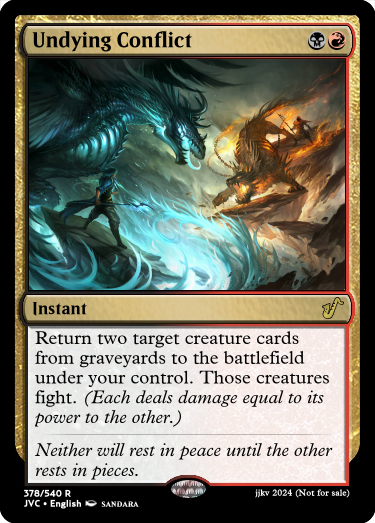 Undying Conflict
Instant
Return two target creature cards
from graveyards to the battlefield
under your control. Those creatures
fight. (Each deals damage equal to its
power to the other.)
Neither will rest in peace until the other
rests in pieces.
378/540 R
JVC • English SANDARA
jjkv 2024 (Not for sale)